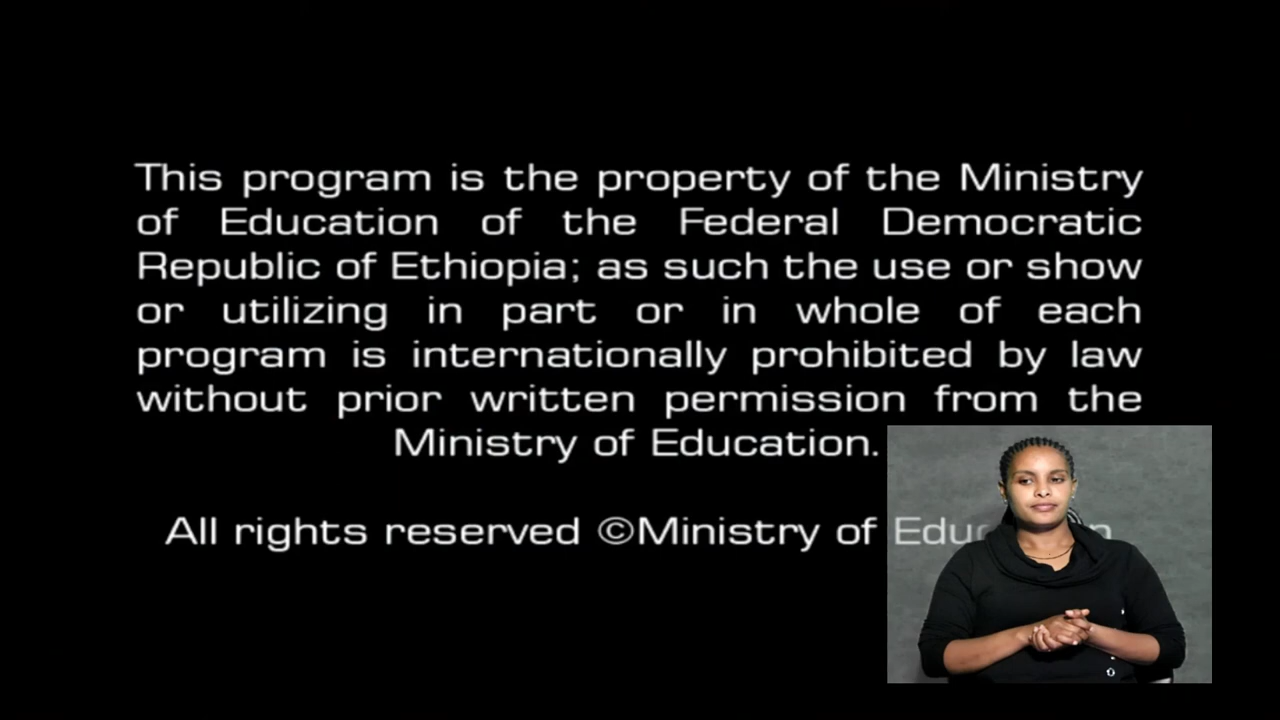 This program is the property of the Ministry
of Education of the Federal Democratic
Republic of Ethiopia; as such the use or show
or utilizing in part or in whole of each
program is internationally prohibited by law
without prior written permission from the
Ministry of Education.
All rights reserved ©Ministry of Education